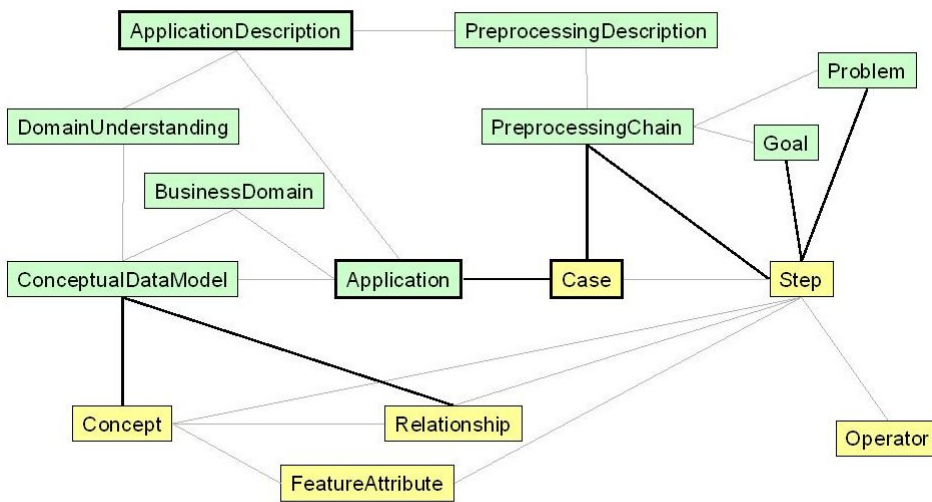 ApplicationDescription
PreprocessingDescription
Problem
DomainUnderstanding
PreprocessingChain
Goal
BusinessDomain
ConceptualDataModel
Application
Case
Step
Concept
Relationship
Operator
FeatureAttribute